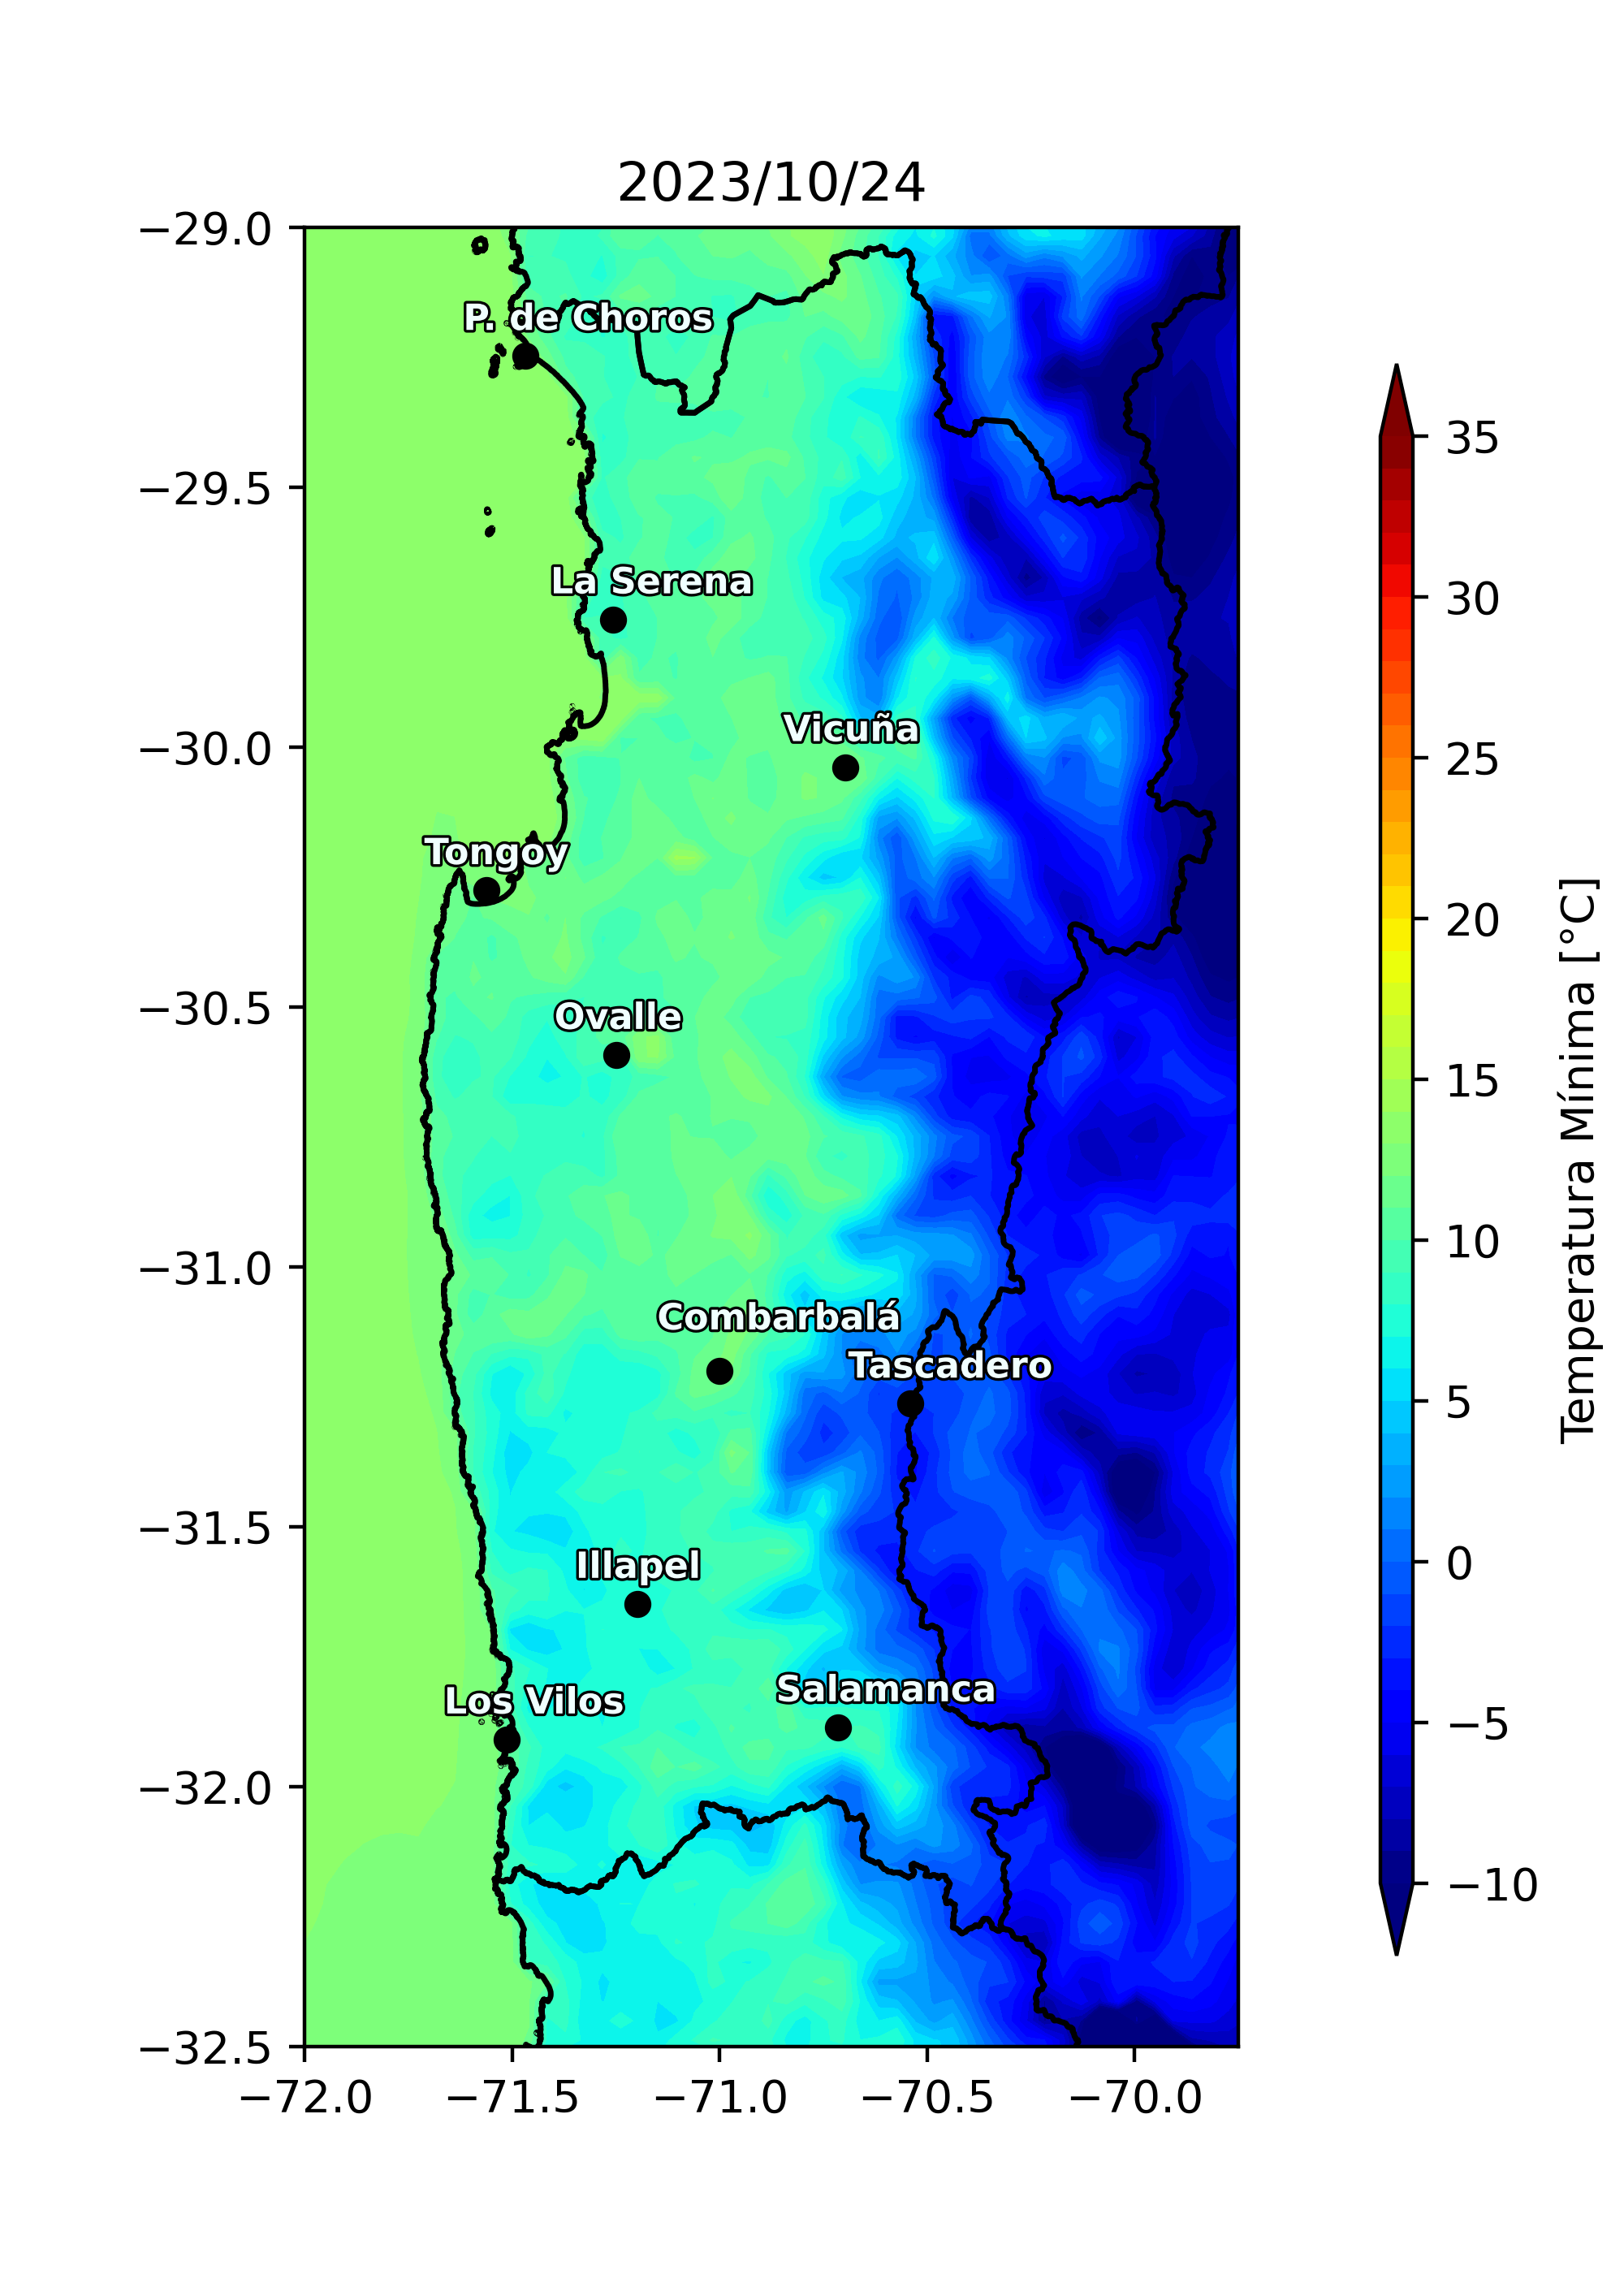 2023/10/24
−29.0
−29.5
−30.0
−30.5
−31.0
−31.5
−32.0
−32.5
−72.0
−71.5
−71.0
−70.5
−70.0
P. de Choros
La Serena
Vicuña
Tongoy
Ovalle
Combarbalá
Tascadero
Illapel
Los Vilos
Salamanca
35
30
25
20
15
10
5
0
−5
−10
Temperatura Mínima [°C]